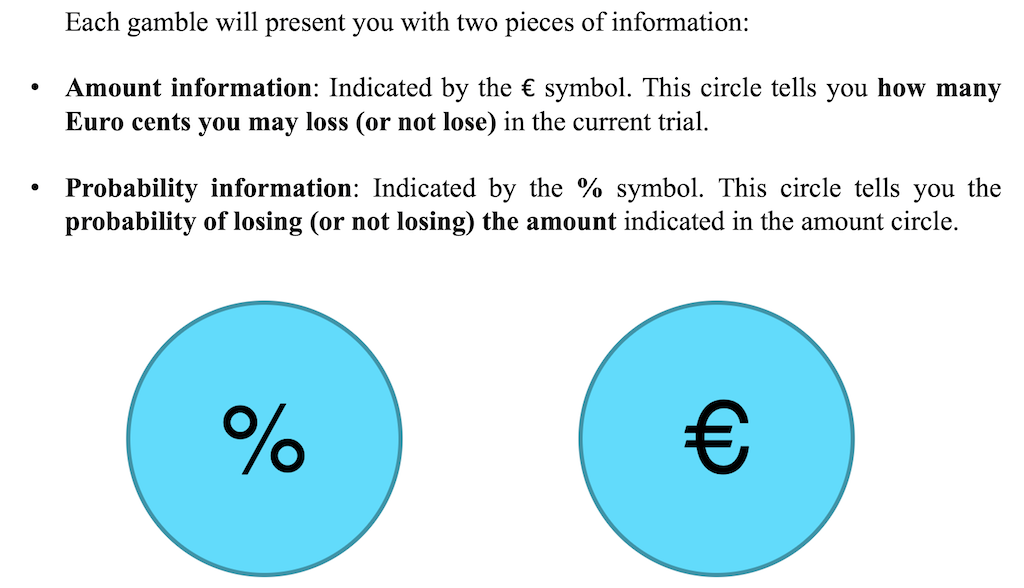 Each gamble will present you with two pieces of information:
• Amount information: Indicated by the € symbol. This circle tells you how many
Euro cents you may loss (or not lose) in the current trial.
• Probability information: Indicated by the % symbol. This circle tells you the
probability of losing (or not losing) the amount indicated in the amount circle.
% €